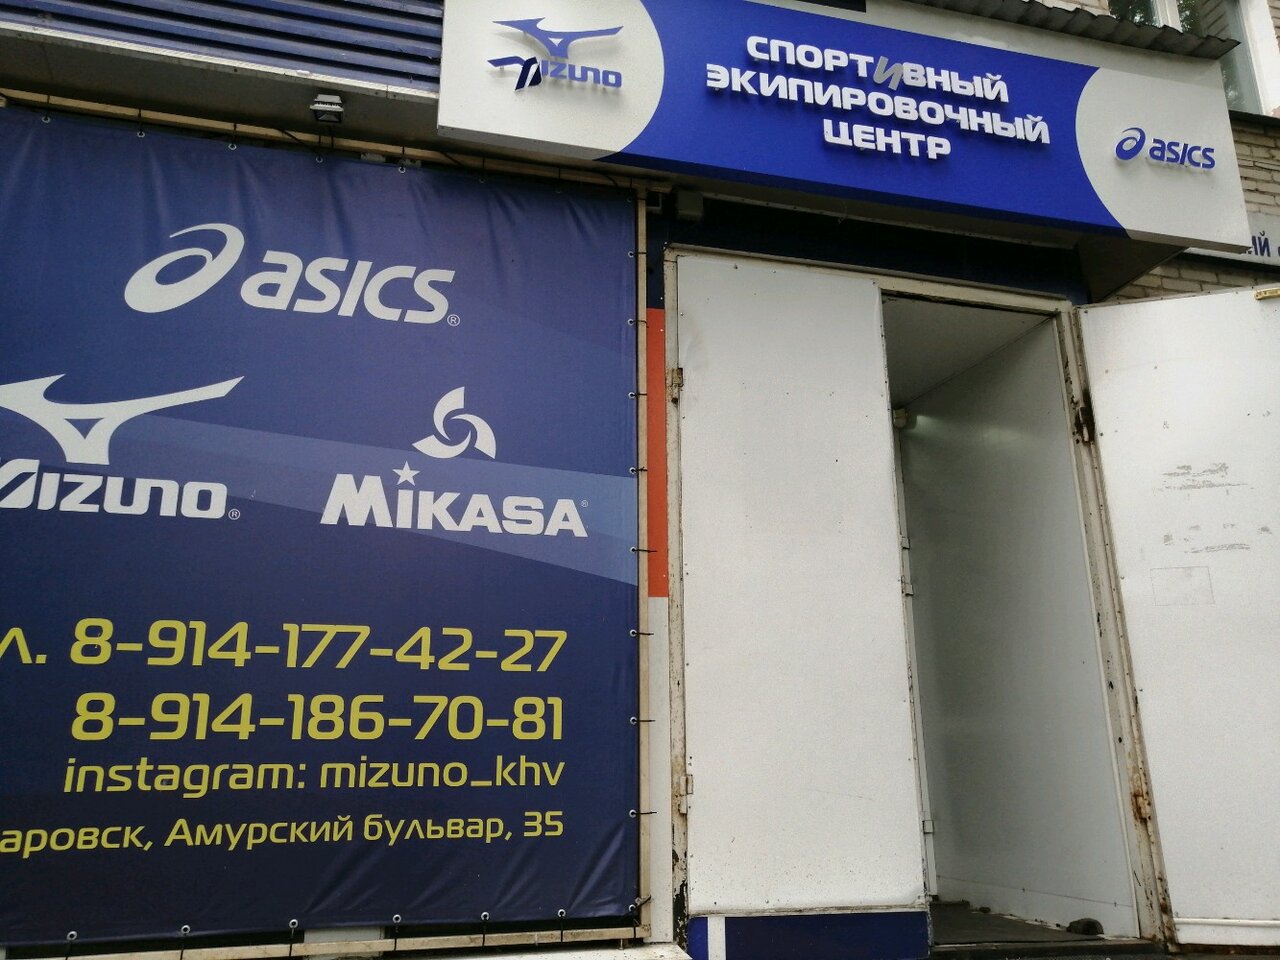 MIZUNO
СПОРТИВНЫЙ
ЭКИПИРОВОЧНЫЙ
ЦЕНТР
asics
asics®
MIZUNO®
MIKASA®
л. 8-914-177-42-27
8-914-186-70-81
instagram: mizuno_khv
аровск, Амурский бульвар, 35
ый